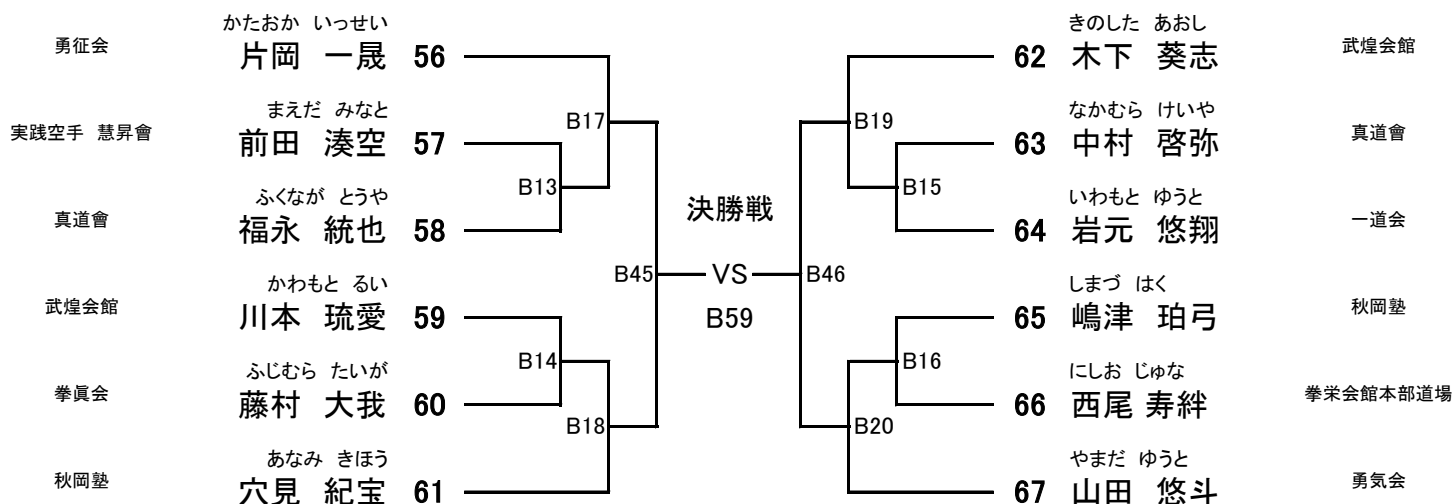 かたおか いっせい
勇征会 片岡 一晟 56
まえだ みなと
実践空手 慧昇會 前田 湊空 57
ふくなが とうや
真道會 福永 統也 58
かわもと るい
武煌会館 川本 琉愛 59
ふじむら たいが
拳眞会 藤村 大我 60
あなみ きほう
秋岡塾 穴見 紀宝 61
B17
B13
B45
B14
B18
決勝戦
VS
B59
B19
B15
B46
B16
B20
きのした あおし
62 木下 葵志 武煌会館
なかむら けいや
63 中村 啓弥 真道會
いわもと ゆうと
64 岩元 悠翔 一道会
しまづ はく
65 嶋津 珀弓 秋岡塾
にしお じゅな
66 西尾 寿絆 拳栄会館本部道場
やまだ ゆうと
67 山田 悠斗 勇気会